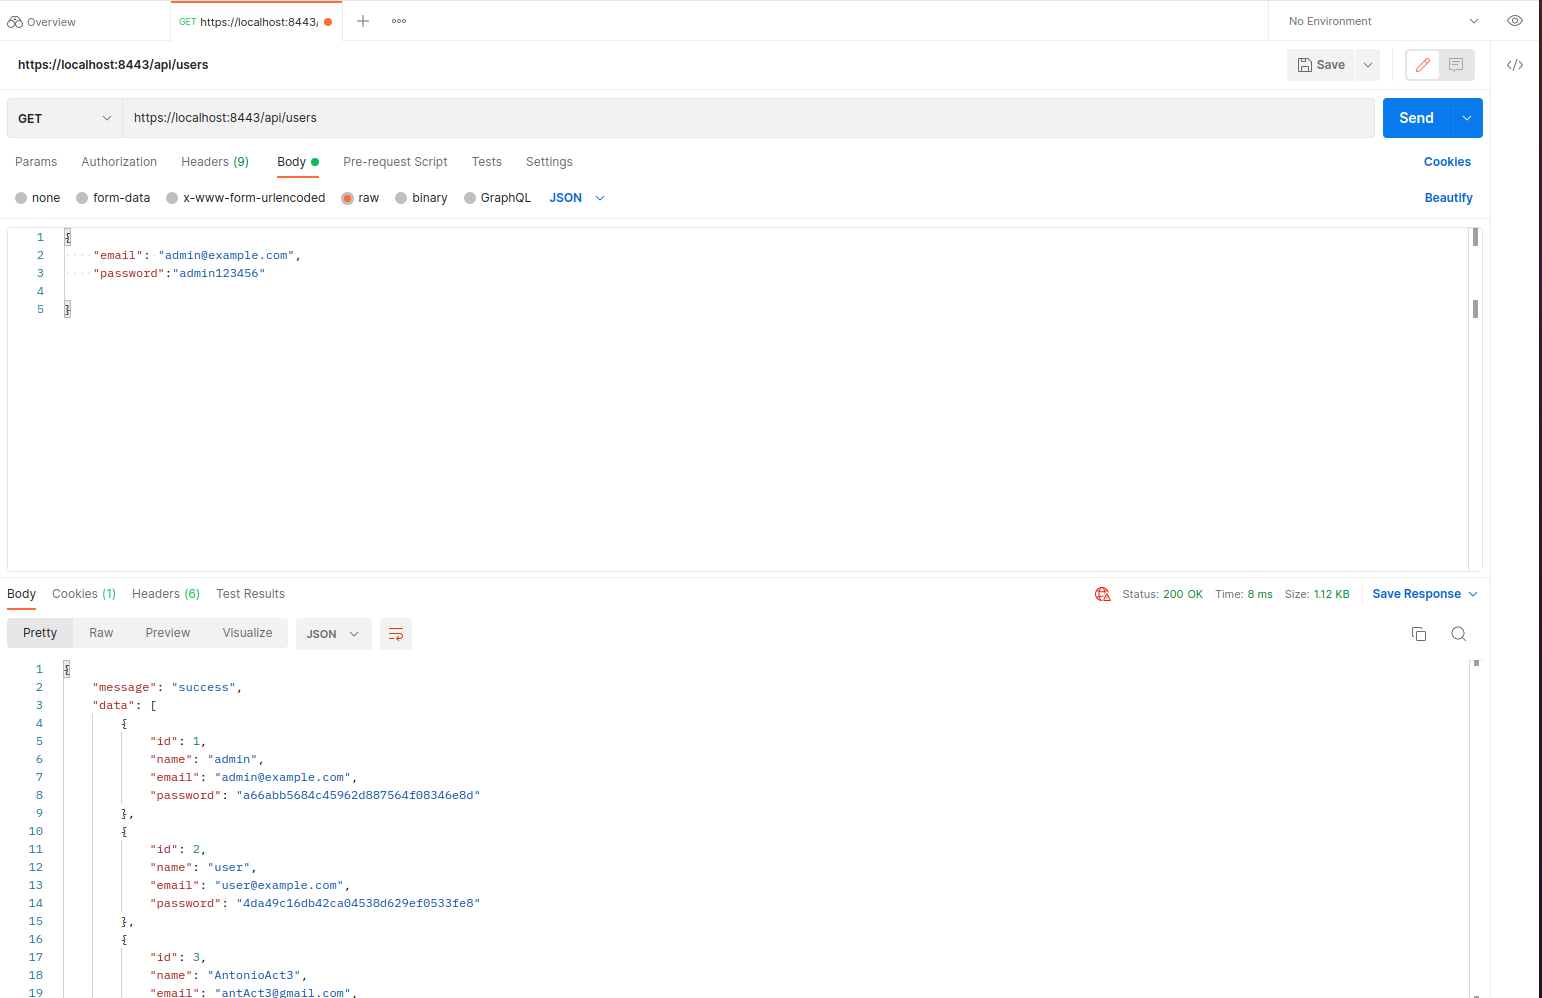 Overview
GET https://localhost:8443/
No Environment
https://localhost:8443/api/users
Save
GET
https://localhost:8443/api/users
Send
Params Authorization Headers (9) Body Pre-request Script Tests Settings Cookies
none form-data x-www-form-urlencoded raw binary GraphQL JSON Beautify
1 {
2 "email": "admin@example.com",
3 "password":"admin123456"
4
5 }
Body Cookies (1) Headers (6) Test Results Status: 200 OK Time: 8 ms Size: 1.12 KB Save Response
Pretty Raw Preview Visualize JSON
1 {
2 "message": "success",
3 "data": [
4 {
5 "id": 1,
6 "name": "admin",
7 "email": "admin@example.com",
8 "password": "a66abb5684c45962d887564f08346e8d"
9 },
10 {
11 "id": 2,
12 "name": "user",
13 "email": "user@example.com",
14 "password": "4da49c16db42ca04538d629ef0533fe8"
15 },
16 {
17 "id": 3,
18 "name": "AntonioAct3",
19 "email": "antAct3@gmail.com",